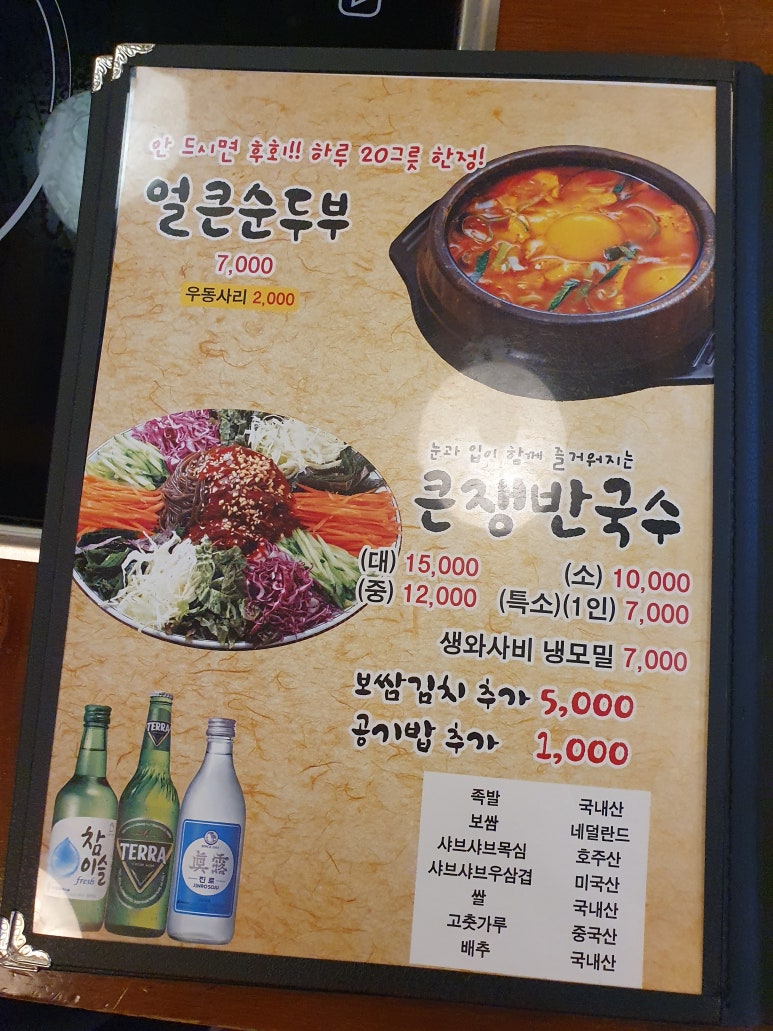 안 드시면 후회!! 하루 20그릇 한정!
얼큰순두부
7,000
우동사리 2,000
눈과 입이 함께 즐거워지는
큰쟁반국수
(대) 15,000 (소) 10,000
(중) 12,000 (특소)(1인) 7,000
생와사비 냉모밀 7,000
보쌈김치 추가 5,000
공기밥 추가 1,000
족발 국내산
보쌈 네덜란드
샤브샤브목심 호주산
샤브샤브우삼겹 미국산
쌀 국내산
고춧가루 중국산
배추 국내산
참이슬
fresh
TERRA
TERRA
眞露
진로
JINRO SOJU